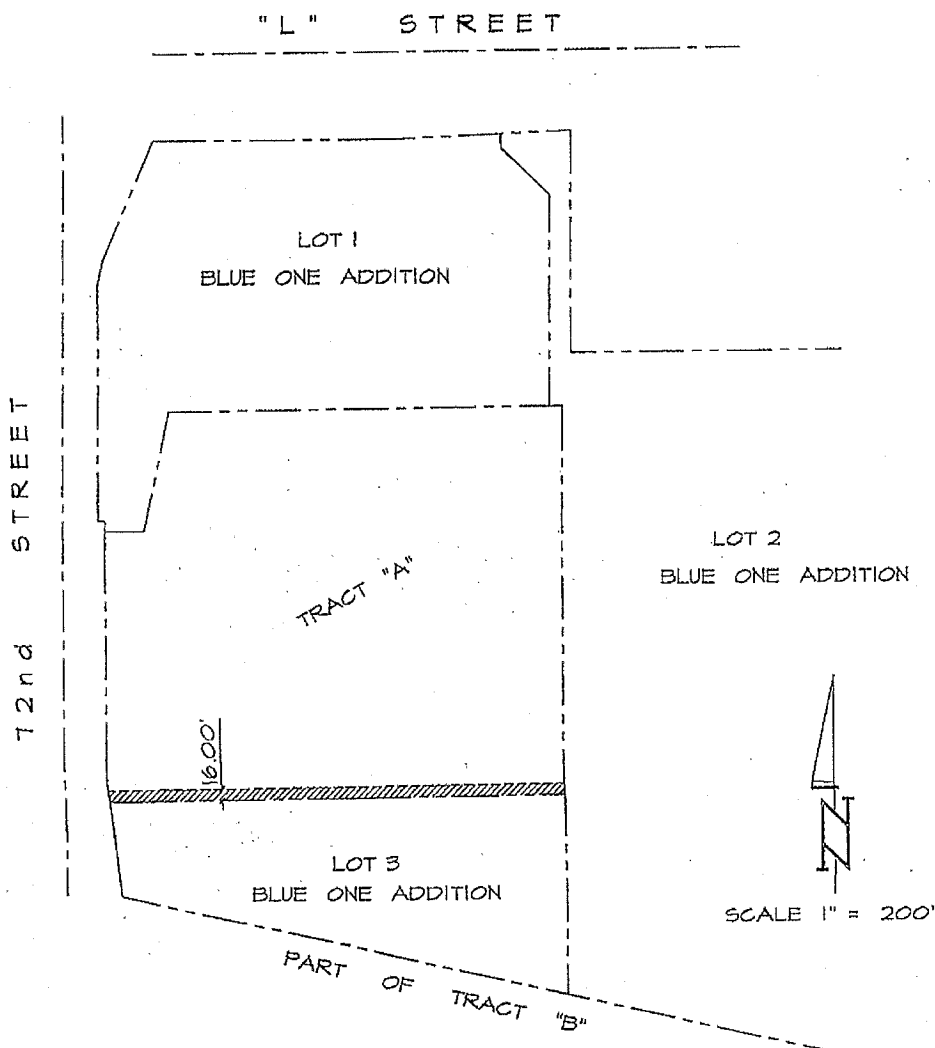 "L" STREET
LOT 1
BLUE ONE ADDITION
72nd STREET
LOT 2
BLUE ONE ADDITION
TRACT "A"
16.00'
LOT 3
BLUE ONE ADDITION
N
SCALE 1" = 200'
PART OF TRACT "B"